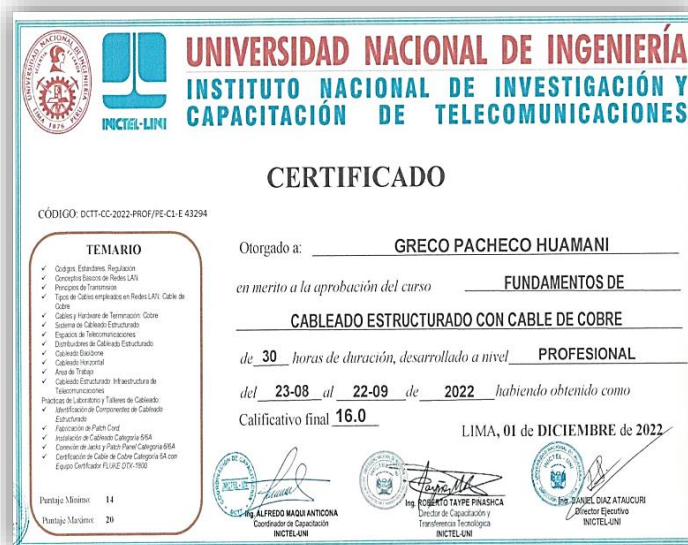 UNIVERSIDAD NACIONAL DE INGENIERÍA
INSTITUTO NACIONAL DE INVESTIGACIÓN Y
CAPACITACIÓN DE TELECOMUNICACIONES
INICTEL-UNI
CERTIFICADO
CÓDIGO: DCTT-CC-2022-PROF/PE-C1-E 43294
TEMARIO
✓ Códigos, Estándares, Regulación
✓ Conceptos Básicos de Redes LAN
✓ Principios de Transmisión
✓ Tipos de Cables empleados en Redes LAN: Cable de
Cobre
✓ Cables y Hardware de Terminación: Cobre
✓ Sistema de Cableado Estructurado
✓ Espacios de Telecomunicaciones
✓ Distribuidores de Cableado Estructurado
✓ Cableado Backbone
✓ Cableado Horizontal
✓ Área de Trabajo
✓ Cableado Estructurado: Infraestructura de
Telecomunicaciones
Prácticas de Laboratorio y Talleres de Cableado:
✓ Identificación de Componentes de Cableado
Estructurado
✓ Fabricación de Patch Cord
✓ Instalación de Cableado Categoría 6/6A
✓ Conexión de Jacks y Patch Panel Categoría 6/6A
✓ Certificación de Cable de Cobre Categoría 6A con
Equipo Certificador FLUKE DTX-1800
Puntaje Mínimo: 14
Puntaje Máximo: 20
Otorgado a: GRECO PACHECO HUAMANI
en merito a la aprobación del curso FUNDAMENTOS DE
CABLEADO ESTRUCTURADO CON CABLE DE COBRE
de 30 horas de duración, desarrollado a nivel PROFESIONAL
del 23-08 al 22-09 de 2022 habiendo obtenido como
Calificativo final 16.0
LIMA, 01 de DICIEMBRE de 2022
Ing. ALFREDO MAQUI ANTICONA
Coordinador de Capacitación
INICTEL-UNI
Ing. ROBERTO TAYPE PINASHCA
Director de Capacitación y
Transferencia Tecnológica
INICTEL-UNI
Ing. DANIEL DIAZ ATAUCURI
Director Ejecutivo
INICTEL-UNI